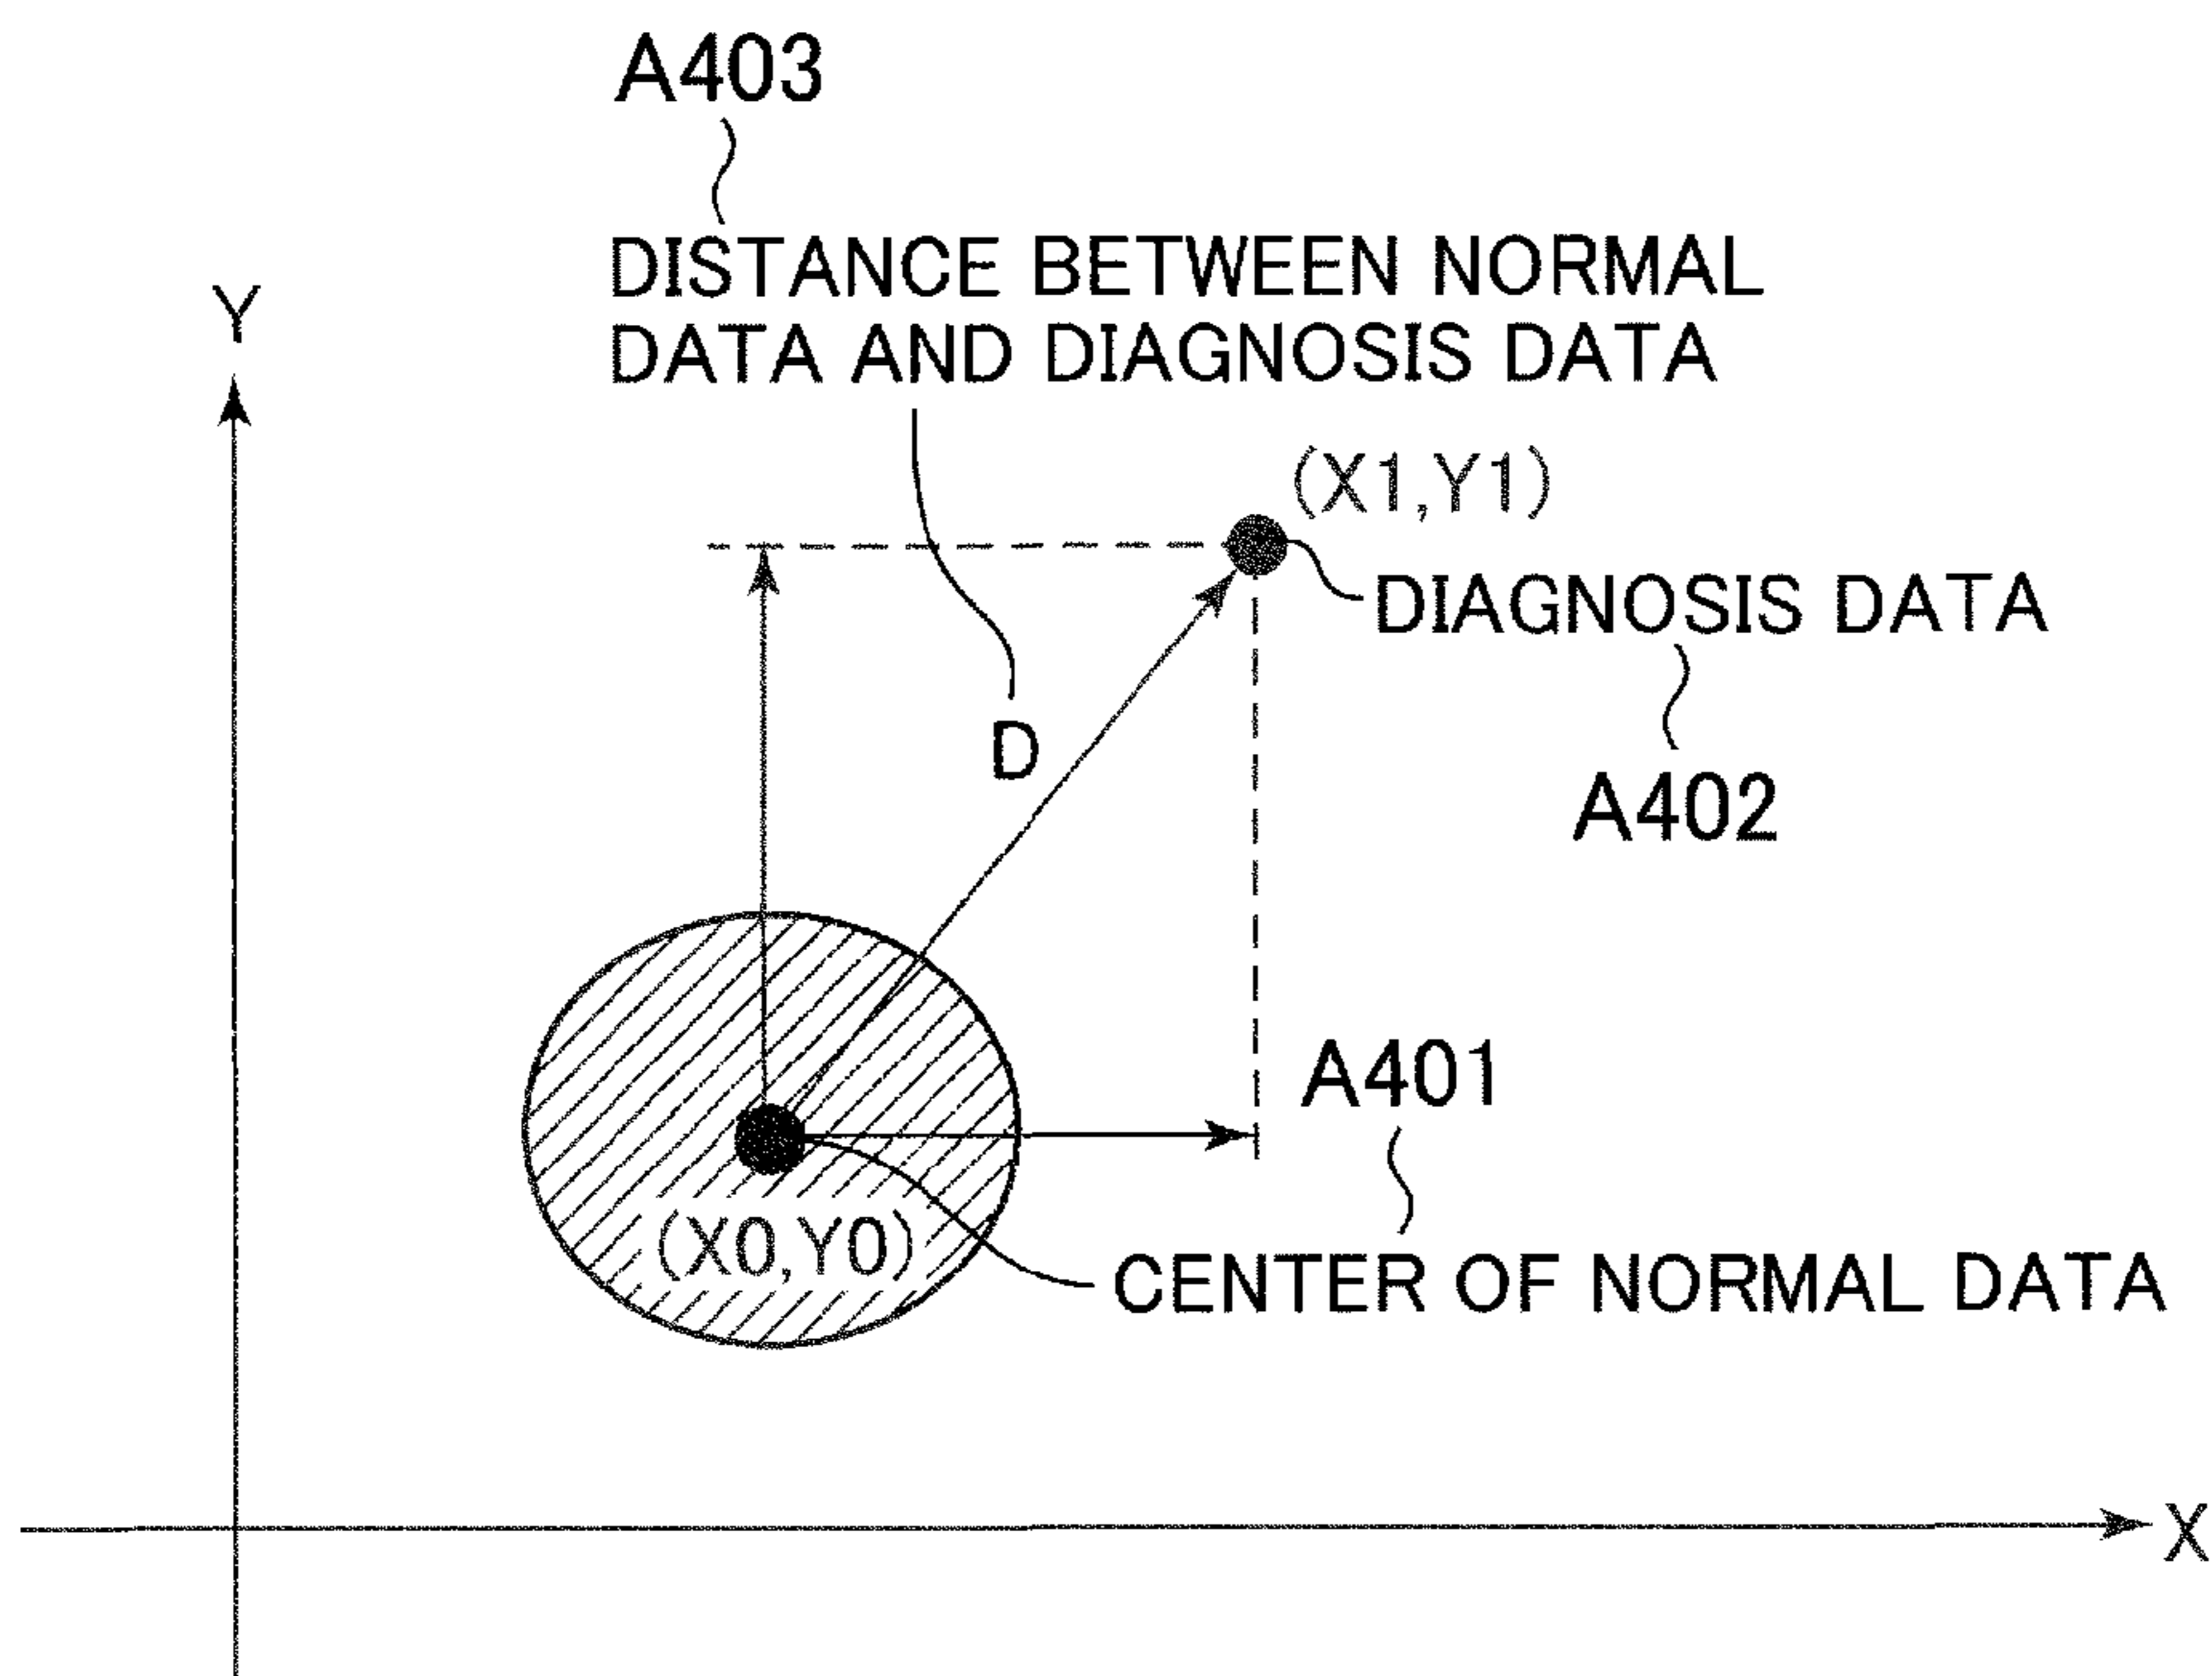 A403
DISTANCE BETWEEN NORMAL
DATA AND DIAGNOSIS DATA
Y
(X1,Y1)
DIAGNOSIS DATA
D
A402
A401
(X0,Y0)
CENTER OF NORMAL DATA
X